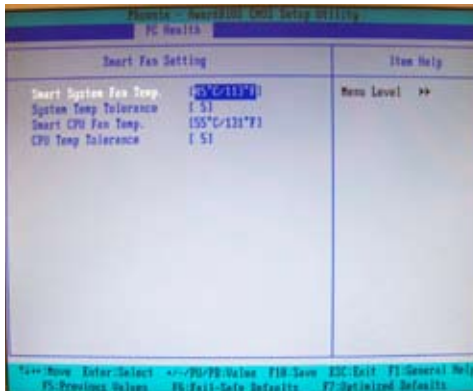 Phoenix - AwardBIOS CMOS Setup Utility
PC Health
Smart Fan Setting
Item Help
Smart System Fan Temp. [45°C/113°F]
Menu Level ▸▸
System Temp Tolerance [ 5]
Smart CPU Fan Temp. [55°C/131°F]
CPU Temp Tolerance [ 5]
↑↓←→:Move Enter:Select +/-/PU/PD:Value F10:Save ESC:Exit F1:General Help
F5:Previous Values F6:Fail-Safe Defaults F7:Optimized Defaults